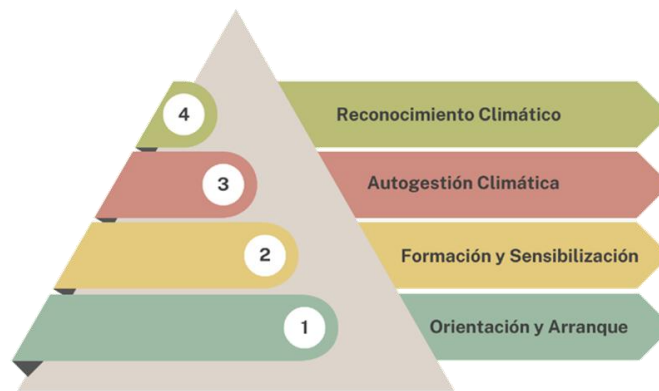 4
Reconocimiento Climático
3
Autogestión Climática
2
Formación y Sensibilización
1
Orientación y Arranque